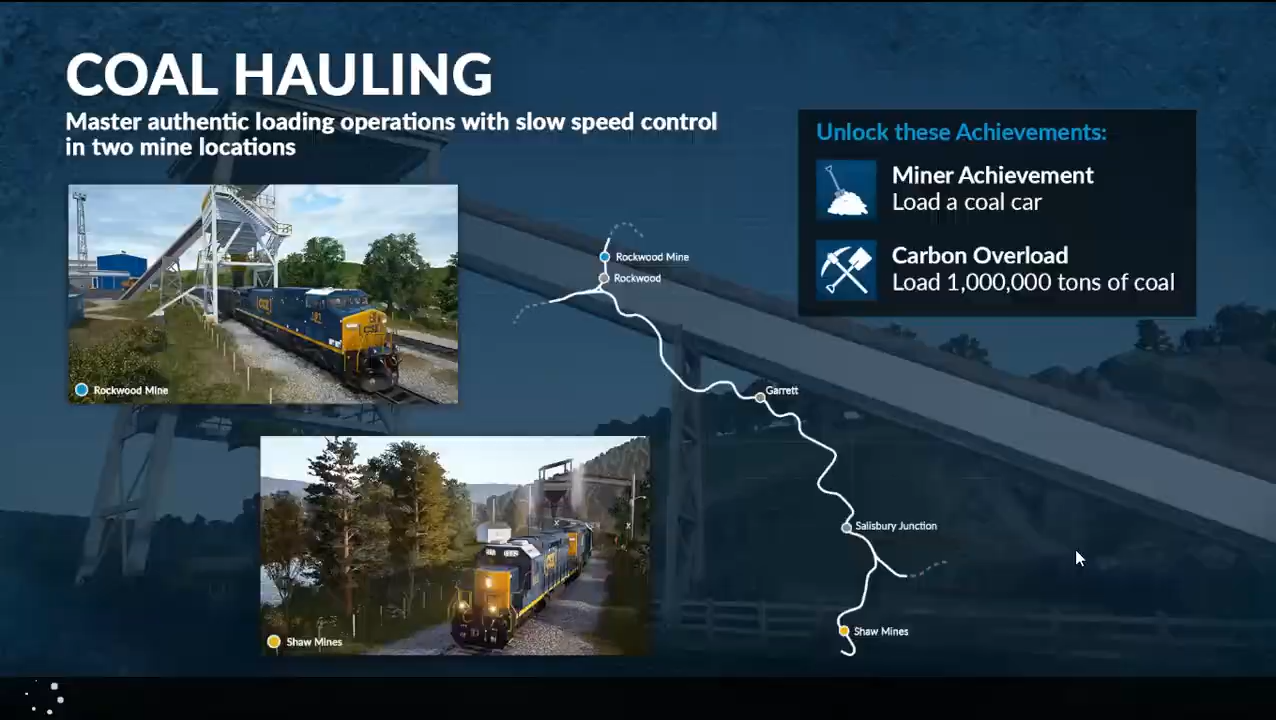 COAL HAULING
Master authentic loading operations with slow speed control
in two mine locations
Unlock these Achievements:
Miner Achievement
Load a coal car
Carbon Overload
Load 1,000,000 tons of coal
Rockwood Mine
Rockwood
Garrett
Salisbury Junction
Shaw Mines
CSX
Rockwood Mine
CSX
Shaw Mines